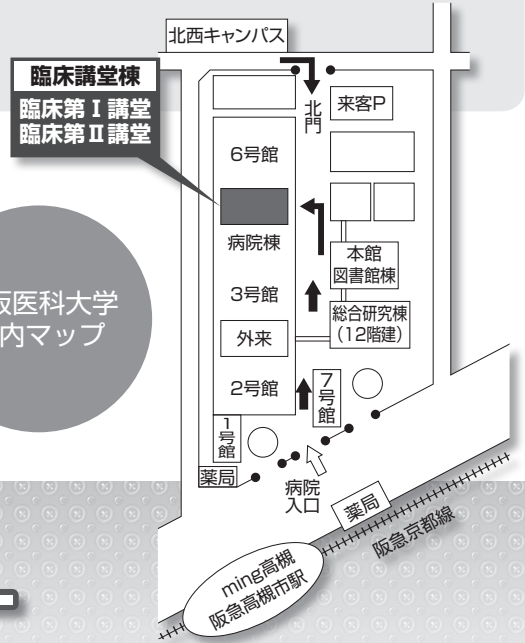 北西キャンパス
臨床講堂棟
臨床第Ⅰ講堂
臨床第Ⅱ講堂
北門
来客P
6号館
病院棟
本館
図書館棟
3号館
総合研究棟
(12階建)
外来
2号館
7号館
1号館
薬局
病院
入口
薬局
阪急京都線
ming高槻
阪急高槻市駅
阪医科大学
内マップ